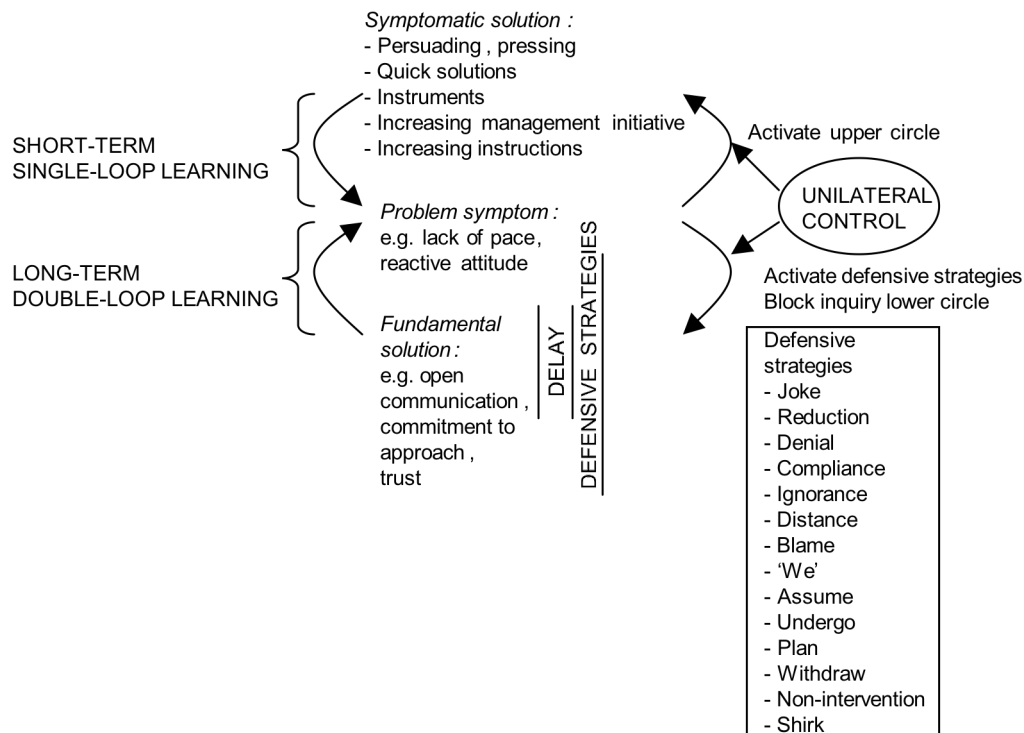 Symptomatic solution :
- Persuading , pressing
- Quick solutions
- Instruments
- Increasing management initiative
- Increasing instructions
SHORT-TERM
SINGLE-LOOP LEARNING
Activate upper circle
UNILATERAL
CONTROL
Problem symptom :
e.g. lack of pace,
reactive attitude
LONG-TERM
DOUBLE-LOOP LEARNING
Activate defensive strategies
Block inquiry lower circle
Fundamental
solution :
e.g. open
communication ,
commitment to
approach ,
trust
DELAY
DEFENSIVE STRATEGIES
Defensive
strategies
- Joke
- Reduction
- Denial
- Compliance
- Ignorance
- Distance
- Blame
- ‘We’
- Assume
- Undergo
- Plan
- Withdraw
- Non-intervention
- Shirk